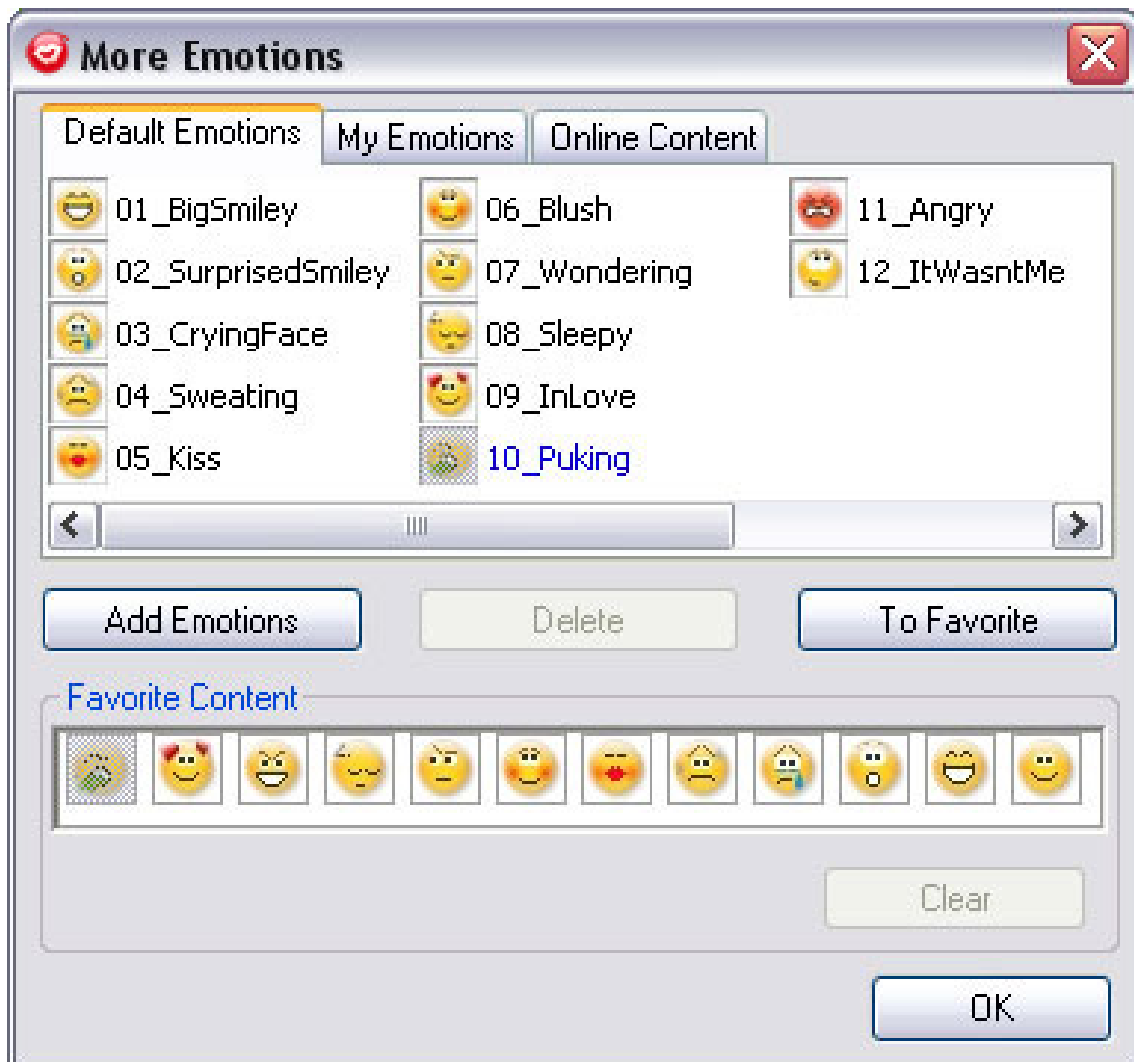 More Emotions
Default Emotions My Emotions Online Content
01_BigSmiley 06_Blush 11_Angry
02_SurprisedSmiley 07_Wondering 12_ItWasntMe
03_CryingFace 08_Sleepy
04_Sweating 09_InLove
05_Kiss 10_Puking
Add Emotions Delete To Favorite
Favorite Content
Clear
OK